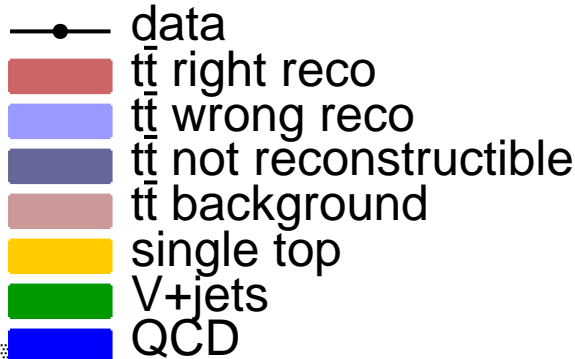 data
tt̄ right reco
tt̄ wrong reco
tt̄ not reconstructible
tt̄ background
single top
V+jets
QCD